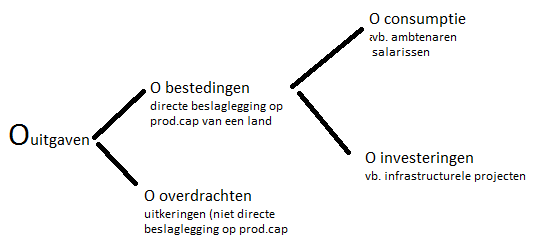 O consumptie
vb. ambtenaren
salarissen
O bestedingen
directe beslaglegging op
prod.cap van een land
Ouitgaven
O investeringen
vb. infrastructurele projecten
O overdrachten
uitkeringen (niet directe
beslaglegging op prod.cap